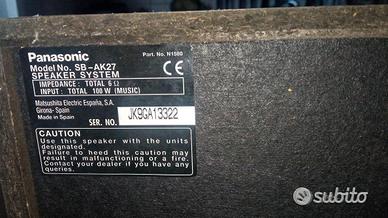 Panasonic
Part. No. N1580
Model No. SB-AK27
SPEAKER SYSTEM
IMPEDANCE: TOTAL 6 Ω
INPUT: TOTAL 100 W (MUSIC)
Matsushita Electric España, S.A.
Girona- Spain
Made in Spain
SER. NO. JK9GA13322
CAUTION
Use this speaker with the units
designated.
Failure to heed this caution may
result in malfunctioning or a fire.
Contact your dealer if you have any
questions.
subito